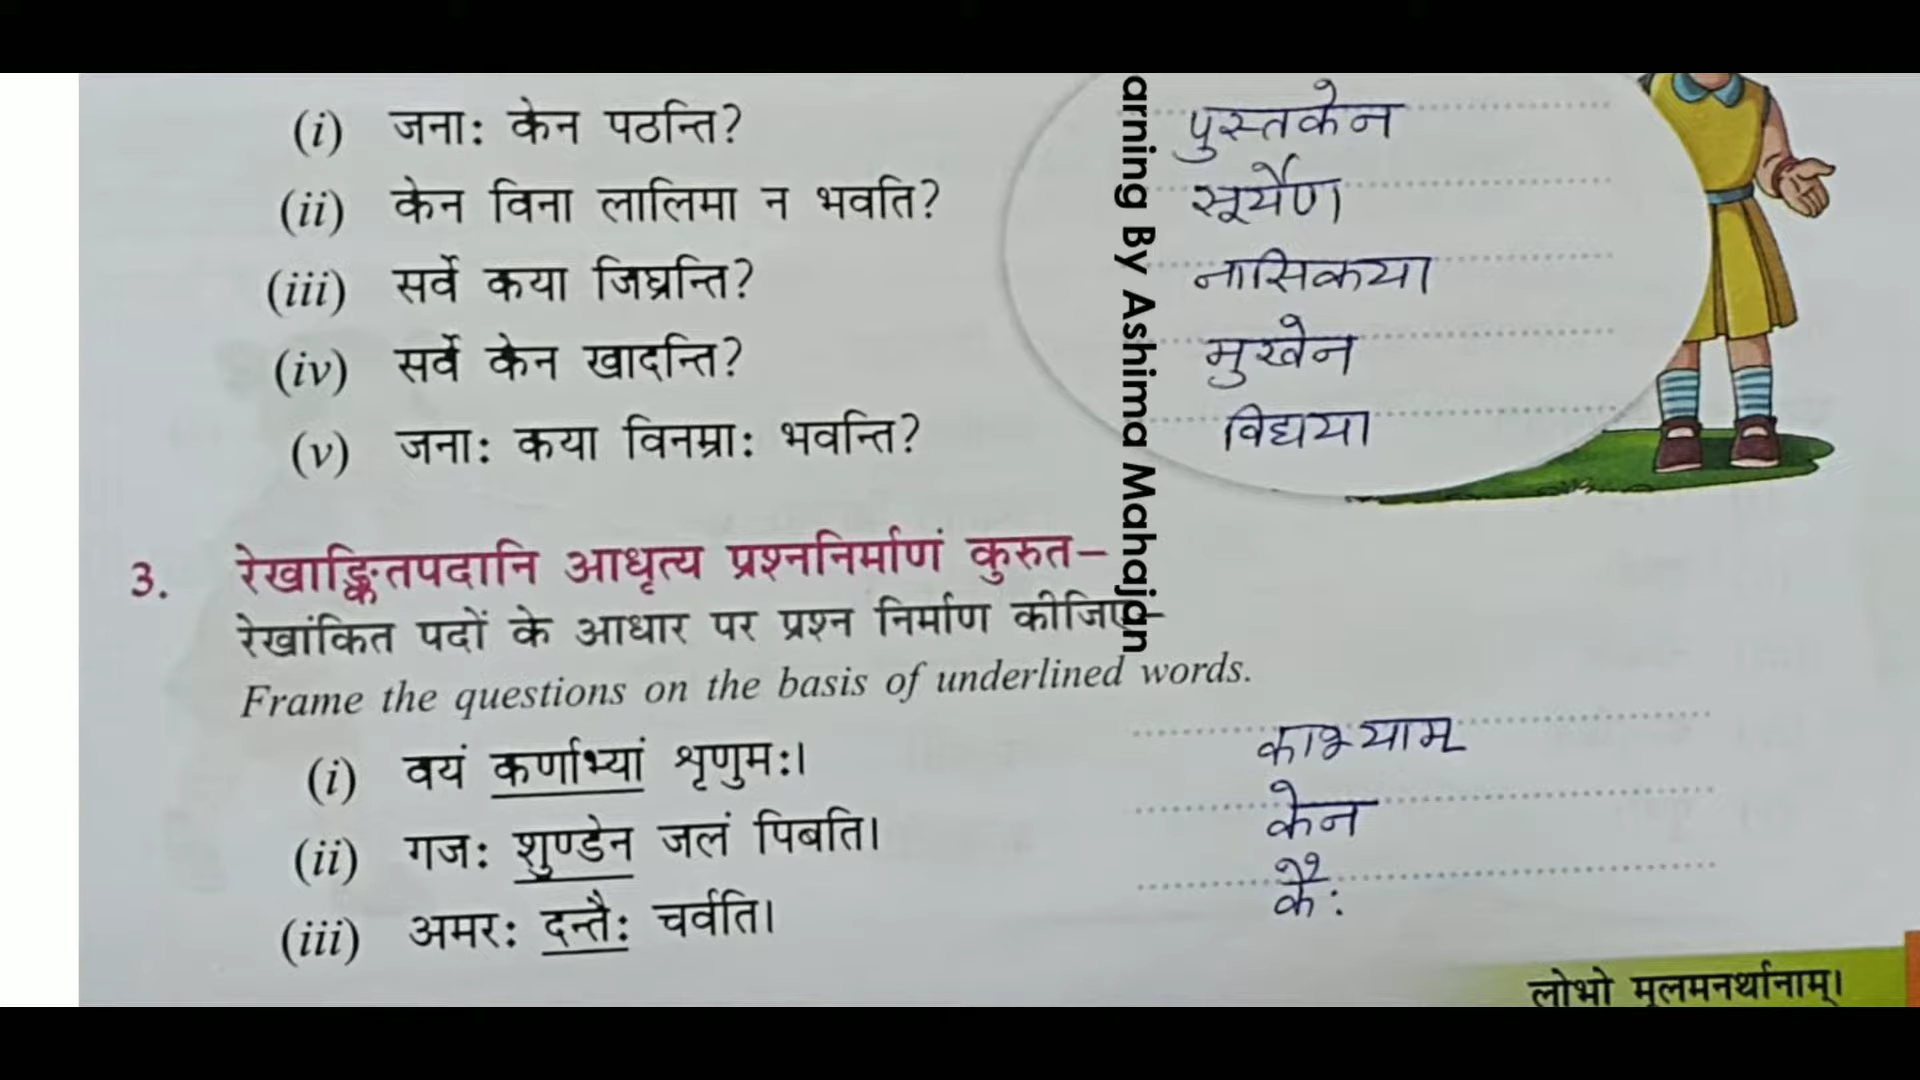 (i) जनाः केन पठन्ति? पुस्तकेन
(ii) केन विना लालिमा न भवति? सूर्येण
(iii) सर्वे कया जिघ्रन्ति? नासिकया
(iv) सर्वे केन खादन्ति? मुखेन
(v) जनाः कया विनम्राः भवन्ति? विद्यया
arning By Ashima Mahajan
3. रेखाङ्कितपदानि आधृत्य प्रश्ननिर्माणं कुरुत–
रेखांकित पदों के आधार पर प्रश्न निर्माण कीजिए–
Frame the questions on the basis of underlined words.
(i) वयं कर्णाभ्यां शृणुमः। काभ्याम्
(ii) गजः शुण्डेन जलं पिबति। केन
(iii) अमरः दन्तैः चर्वति। कैः
लोभो मूलमनर्थानाम्।